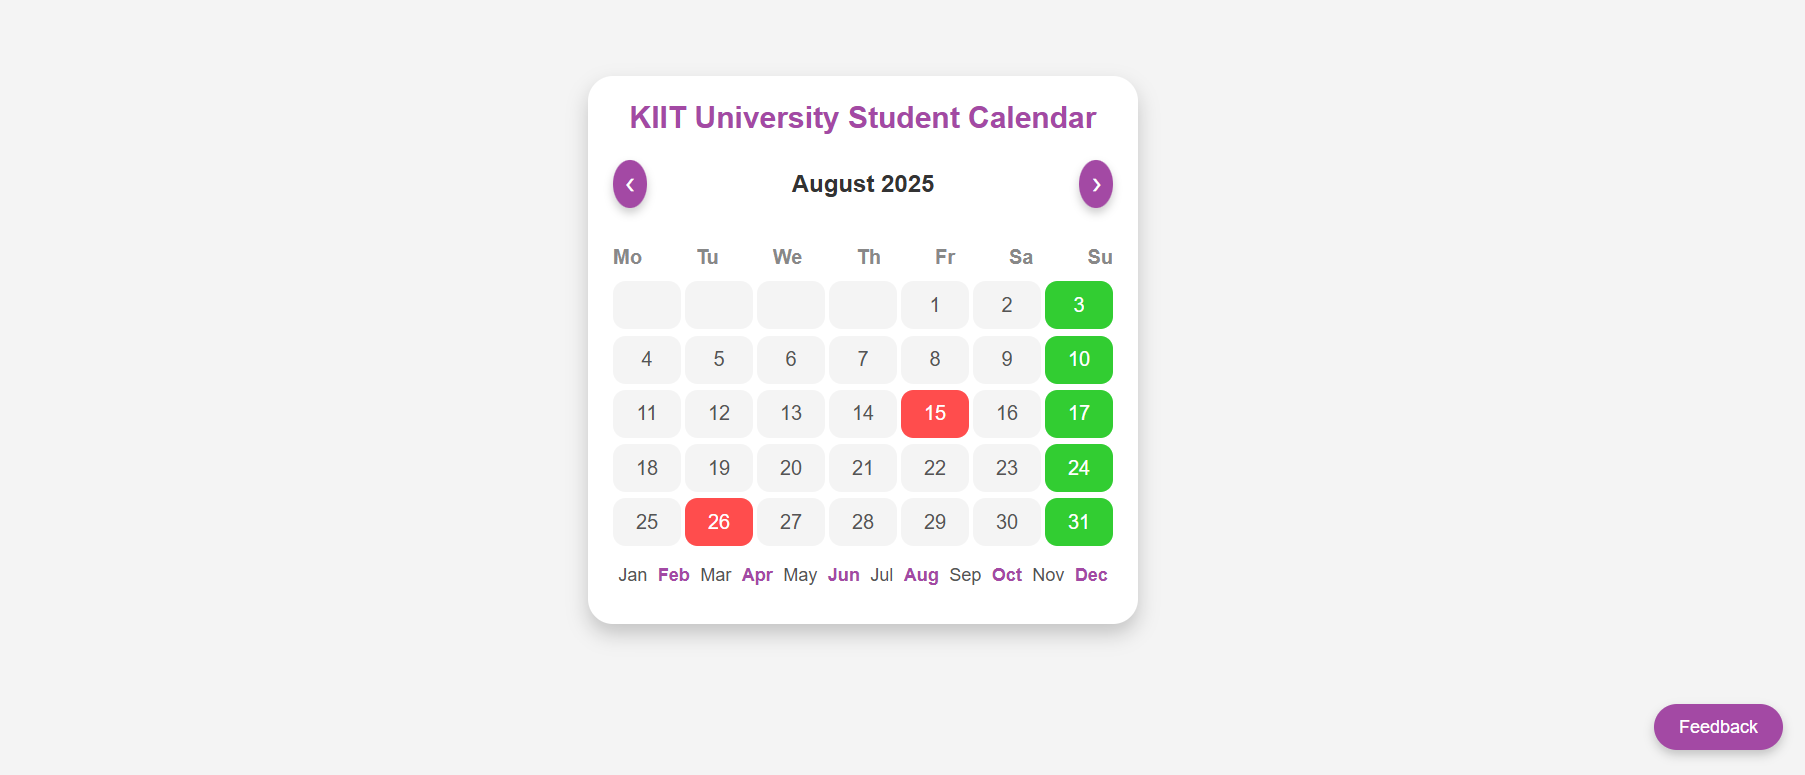 KIIT University Student Calendar
‹ August 2025 ›
Mo Tu We Th Fr Sa Su
1 2 3
4 5 6 7 8 9 10
11 12 13 14 15 16 17
18 19 20 21 22 23 24
25 26 27 28 29 30 31
Jan Feb Mar Apr May Jun Jul Aug Sep Oct Nov Dec
Feedback